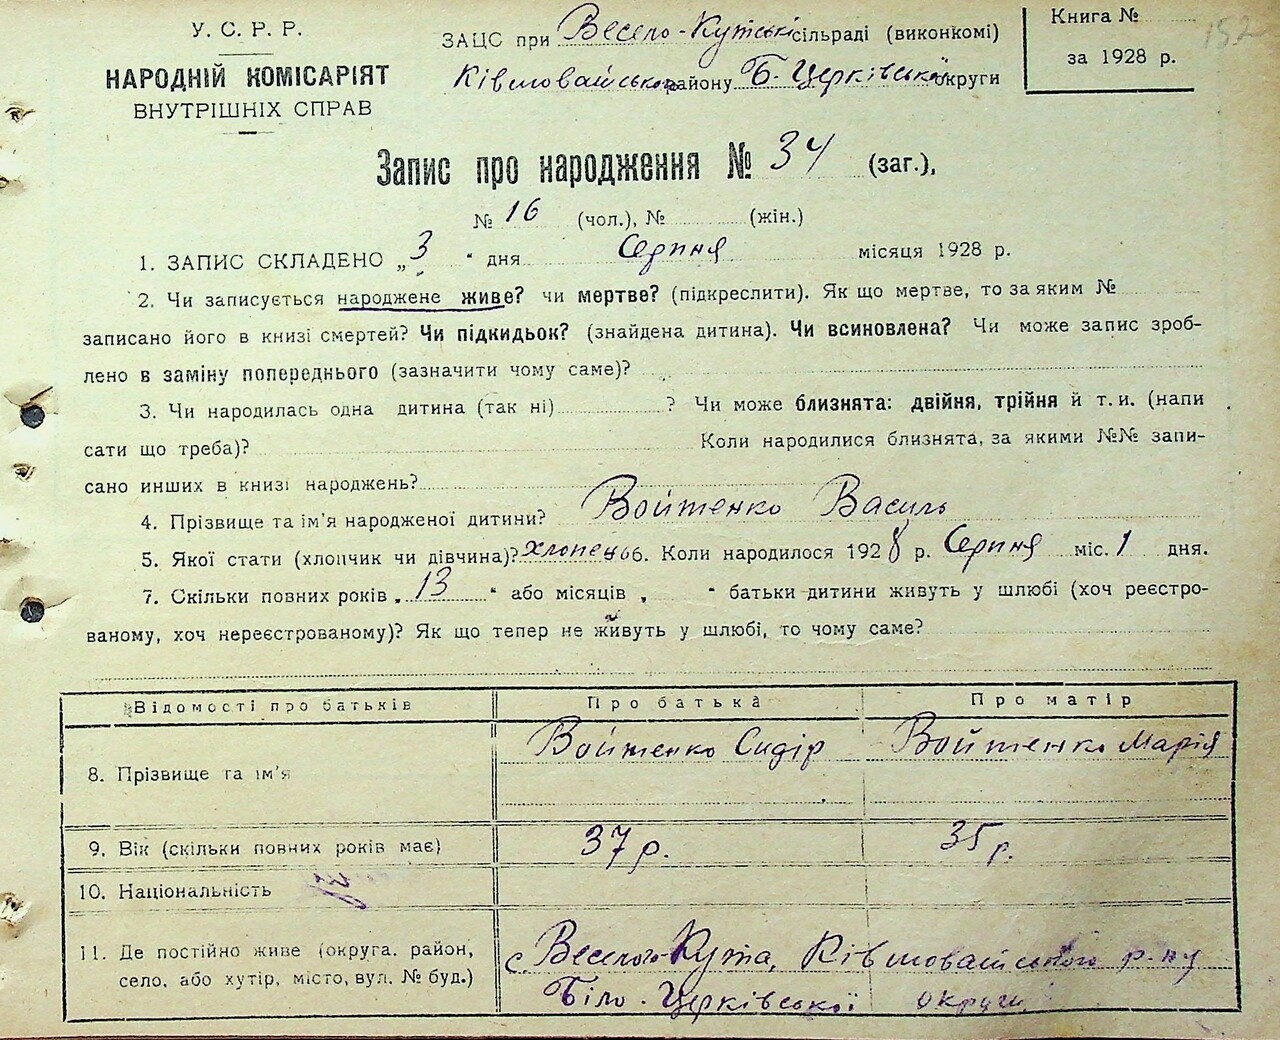 У. С. Р. Р.
НАРОДНІЙ КОМІСАРІЯТ
ВНУТРІШНІХ СПРАВ
ЗАЦС при Весело-Кутській сільраді (виконкомі)
Ківшовайського району Б-Церківської округи
Книга №
за 1928 р.
152
Запис про народження № 34 (заг.),
№ 16 (чол.), № (жін.)
1. ЗАПИС СКЛАДЕНО „3“ дня Серпня місяця 1928 р.
2. Чи записується народжене живе? чи мертве? (підкреслити). Як що мертве, то за яким №
записано його в книзі смертей? Чи підкидьок? (знайдена дитина). Чи всиновлена? Чи може запис зроб-
лено в заміну попереднього (зазначити чому саме)?
3. Чи народилась одна дитина (так ні) ? Чи може близнята: двійня, трійня й т. и. (напи
сати що треба)? Коли народилися близнята, за якими №№ запи-
сано инших в книзі народжень?
4. Прізвище та ім'я народженої дитини? Войтенко Василь
5. Якої стати (хлопчик чи дівчина)? хлопець 6. Коли народилося 1928 р. Серпня міс. 1 дня.
7. Скільки повних років „13“ або місяців „ “ батьки дитини живуть у шлюбі (хоч реєстро-
ваному, хоч нереєстрованому)? Як що тепер не живуть у шлюбі, то чому саме?
Відомості про батьків Про батька Про матір
8. Прізвище та ім'я Войтенко Сидір Войтенко Марія
9. Вік (скільки повних років має) 37 р. 35 р.
10. Національність
11. Де постійно живе (округа, район,
село, або хутір, місто, вул. № буд.)
с. Веселого-Кута, Ківшовайського р-ну
Біло-Церківської округи